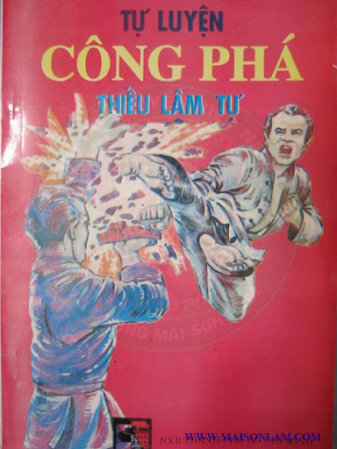 TỰ LUYỆN
CÔNG PHÁ
THIẾU LÂM TỰ
WWW.MAISONLAM.COM